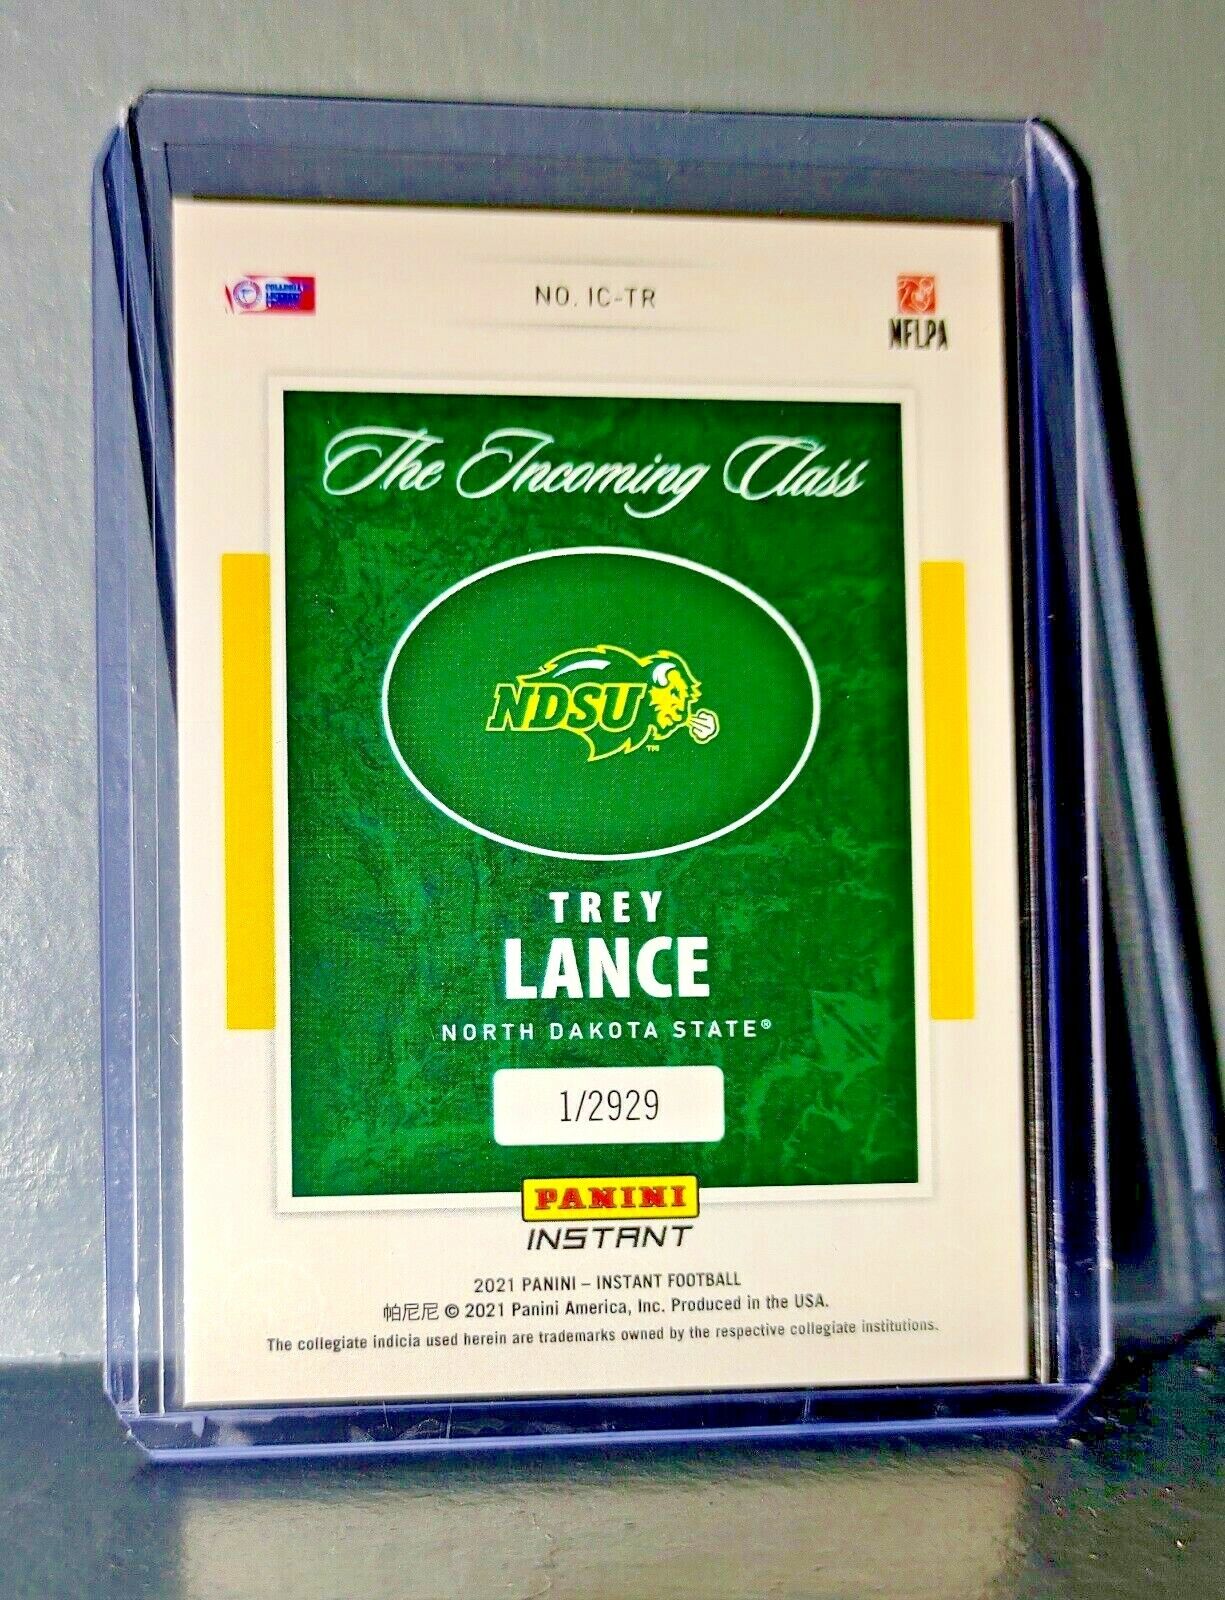 NO. IC-TR
NFLPA
The Incoming Class
NDSU
TM
TREY
LANCE
NORTH DAKOTA STATE®
1/2929
PANINI
INSTANT
2021 PANINI – INSTANT FOOTBALL
帕尼尼 © 2021 Panini America, Inc. Produced in the USA.
The collegiate indicia used herein are trademarks owned by the respective collegiate institutions.